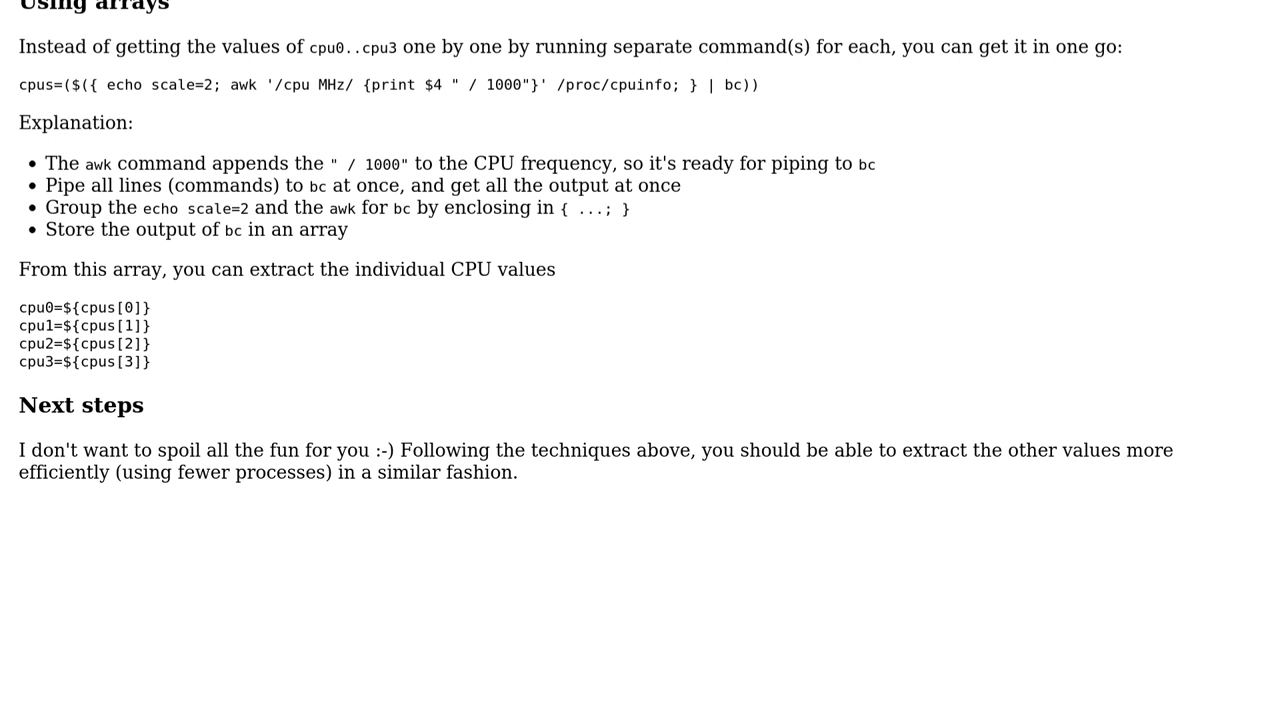 Using arrays
Instead of getting the values of cpu0..cpu3 one by one by running separate command(s) for each, you can get it in one go:
cpus=($({ echo scale=2; awk '/cpu MHz/ {print $4 " / 1000"}' /proc/cpuinfo; } | bc))
Explanation:
• The awk command appends the " / 1000" to the CPU frequency, so it's ready for piping to bc
• Pipe all lines (commands) to bc at once, and get all the output at once
• Group the echo scale=2 and the awk for bc by enclosing in { ...; }
• Store the output of bc in an array
From this array, you can extract the individual CPU values
cpu0=${cpus[0]}
cpu1=${cpus[1]}
cpu2=${cpus[2]}
cpu3=${cpus[3]}
Next steps
I don't want to spoil all the fun for you :-) Following the techniques above, you should be able to extract the other values more
efficiently (using fewer processes) in a similar fashion.